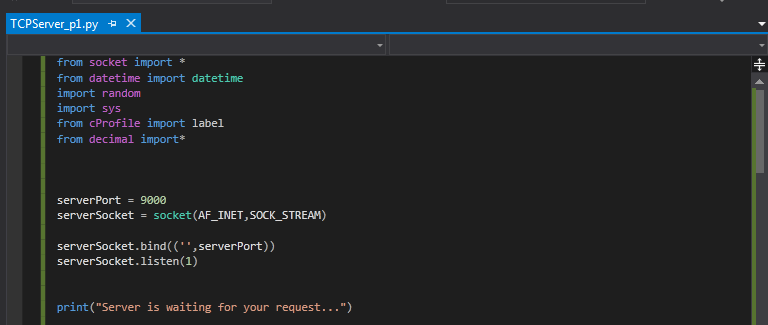 TCPServer_p1.py
from socket import *
from datetime import datetime
import random
import sys
from cProfile import label
from decimal import*
serverPort = 9000
serverSocket = socket(AF_INET,SOCK_STREAM)
serverSocket.bind(('',serverPort))
serverSocket.listen(1)
print("Server is waiting for your request...")